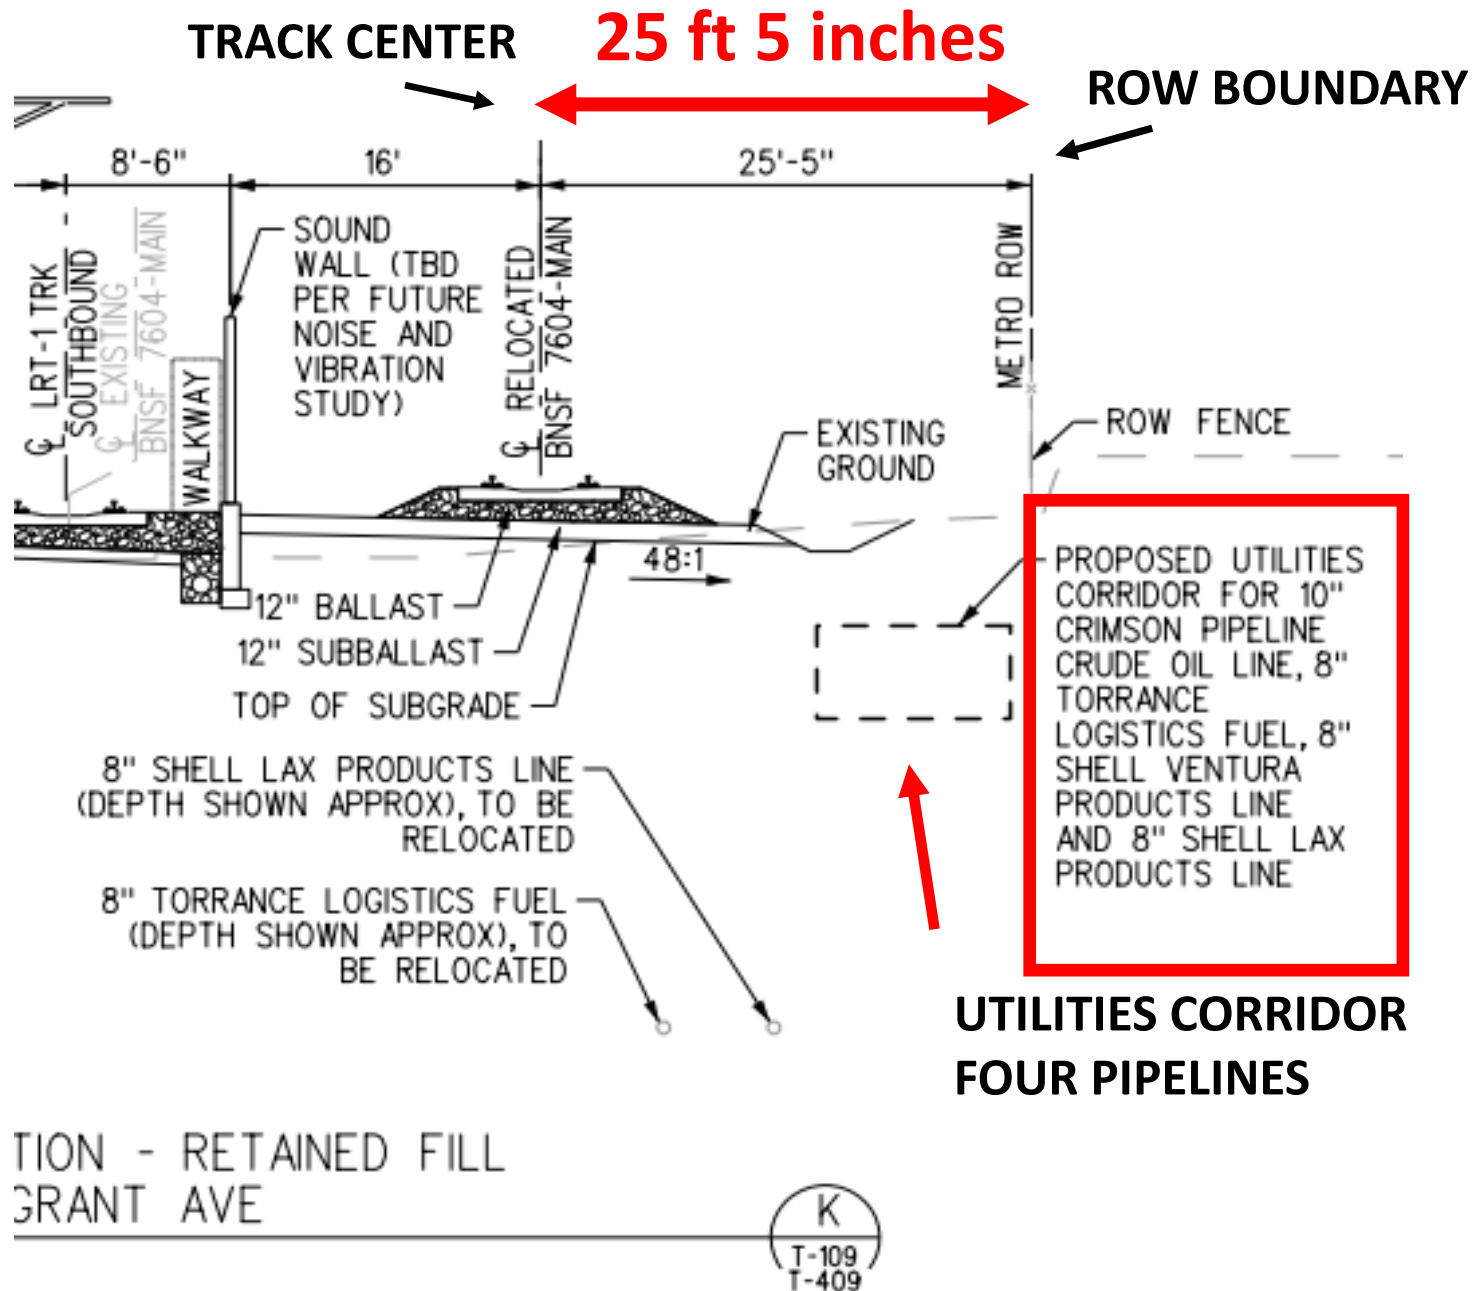 TRACK CENTER
25 ft 5 inches
ROW BOUNDARY
8'-6"
16'
25'-5"
℄ LRT-1 TRK
SOUTHBOUND
℄ EXISTING
BNSF 7604-MAIN
WALKWAY
SOUND
WALL (TBD
PER FUTURE
NOISE AND
VIBRATION
STUDY)
℄ RELOCATED
BNSF 7604-MAIN
METRO ROW
EXISTING
GROUND
ROW FENCE
48:1
12" BALLAST
12" SUBBALLAST
TOP OF SUBGRADE
PROPOSED UTILITIES
CORRIDOR FOR 10"
CRIMSON PIPELINE
CRUDE OIL LINE, 8"
TORRANCE
LOGISTICS FUEL, 8"
SHELL VENTURA
PRODUCTS LINE
AND 8" SHELL LAX
PRODUCTS LINE
8" SHELL LAX PRODUCTS LINE
(DEPTH SHOWN APPROX), TO BE
RELOCATED
8" TORRANCE LOGISTICS FUEL
(DEPTH SHOWN APPROX), TO
BE RELOCATED
UTILITIES CORRIDOR
FOUR PIPELINES
TION - RETAINED FILL
GRANT AVE
K
T-109
T-409